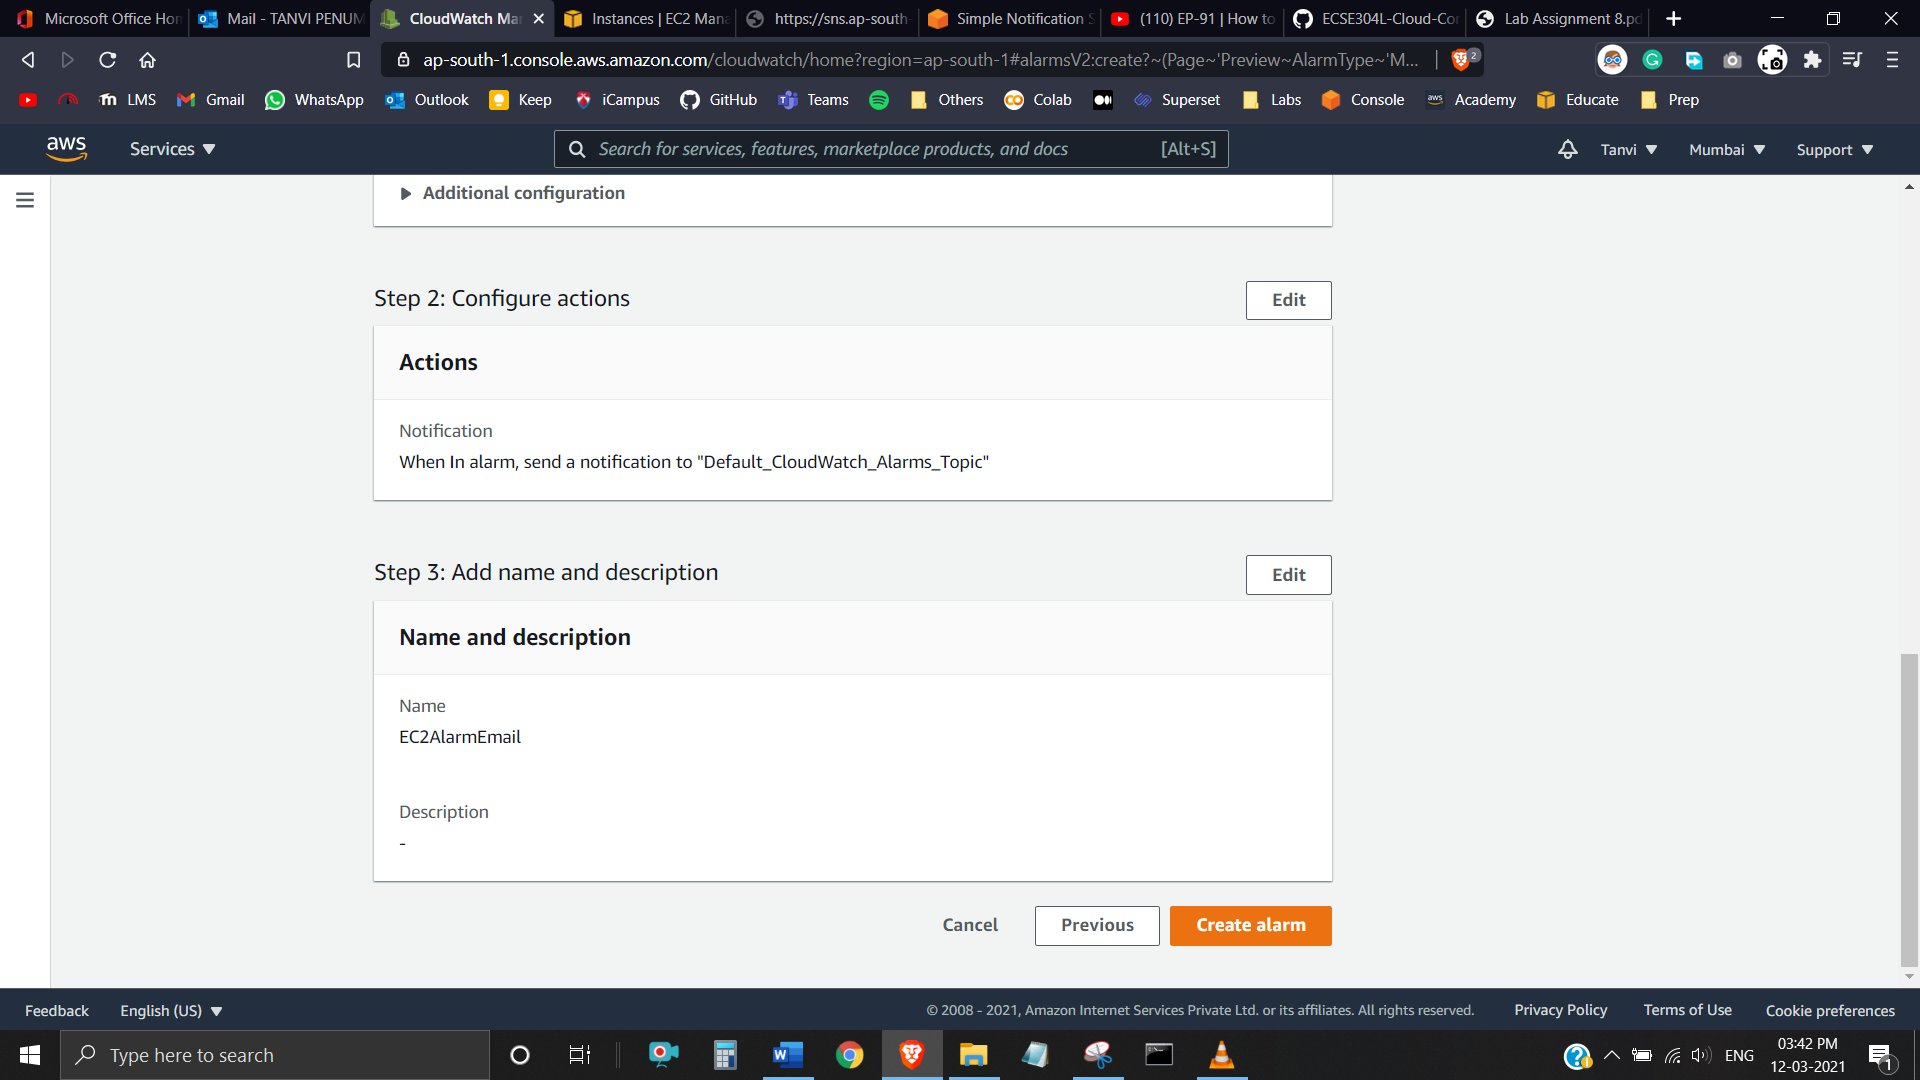 Microsoft Office Hon
Mail - TANVI PENUM
CloudWatch Ma
Instances | EC2 Mana
https://sns.ap-south-
Simple Notification S
(110) EP-91 | How to
ECSE304L-Cloud-Con
Lab Assignment 8.pd
ap-south-1.console.aws.amazon.com/cloudwatch/home?region=ap-south-1#alarmsV2:create?~(Page~'Preview~AlarmType~'M...
2
LMS Gmail WhatsApp Outlook Keep iCampus GitHub Teams Others Colab Superset Labs Console Academy Educate Prep
aws Services Search for services, features, marketplace products, and docs [Alt+S] Tanvi Mumbai Support
Additional configuration
Step 2: Configure actions Edit
Actions
Notification
When In alarm, send a notification to "Default_CloudWatch_Alarms_Topic"
Step 3: Add name and description Edit
Name and description
Name
EC2AlarmEmail
Description
-
Cancel Previous Create alarm
Feedback English (US) © 2008 - 2021, Amazon Internet Services Private Ltd. or its affiliates. All rights reserved. Privacy Policy Terms of Use Cookie preferences
Type here to search
ENG
03:42 PM
12-03-2021
1